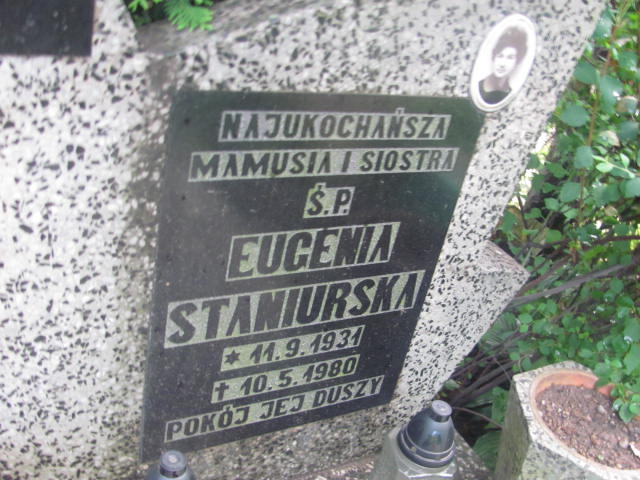 NAJUKOCHAŃSZA
MAMUSIA I SIOSTRA
Ś.P.
EUGENIA
STANIURSKA
* 11.9.1931
† 10.5.1980
POKÓJ JEJ DUSZY